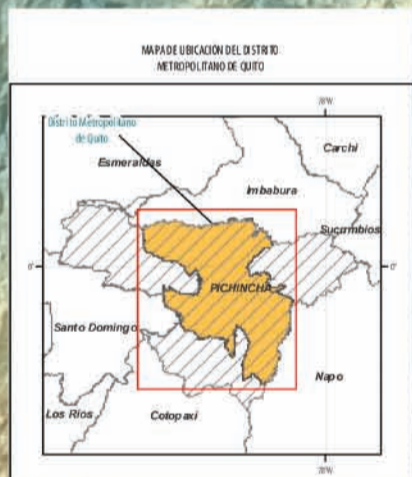 MAPA DE UBICACIÓN DEL DISTRITO
METROPOLITANO DE QUITO
78°W
Distrito Metropolitano
de Quito
Carchi
Esmeraldas
Imbabura
Sucumbios
0°
0°
PICHINCHA
Santo Domingo
Napo
Los Ríos
Cotopaxi
78°W